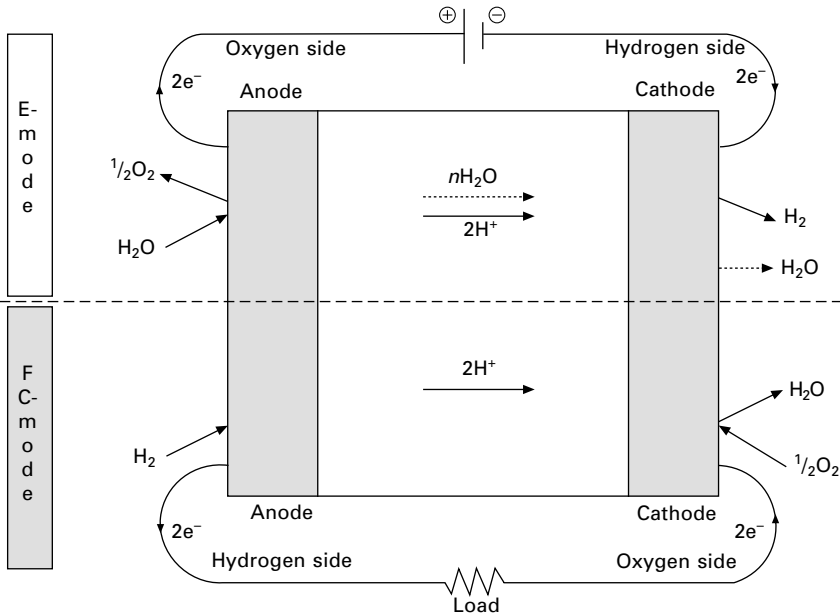 ⊕ ⊖
Oxygen side
Hydrogen side
2e⁻
2e⁻
Anode
Cathode
E-
m
o
d
e
½O₂
nH₂O
2H⁺
H₂O
H₂
H₂O
F
C-
m
o
d
e
2H⁺
H₂O
H₂
½O₂
Anode
Cathode
2e⁻
2e⁻
Hydrogen side
Oxygen side
Load